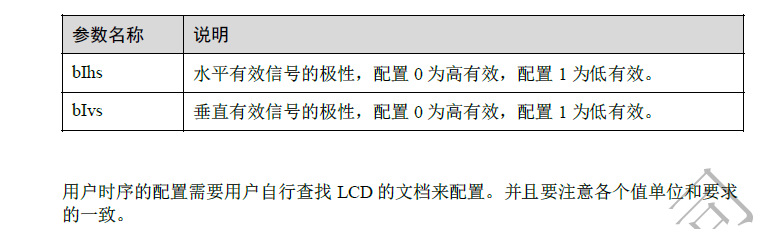 参数名称 说明
bIhs 水平有效信号的极性，配置 0 为高有效，配置 1 为低有效。
bIvs 垂直有效信号的极性，配置 0 为高有效，配置 1 为低有效。
用户时序的配置需要用户自行查找 LCD 的文档来配置。并且要注意各个值单位和要求
的一致。
司